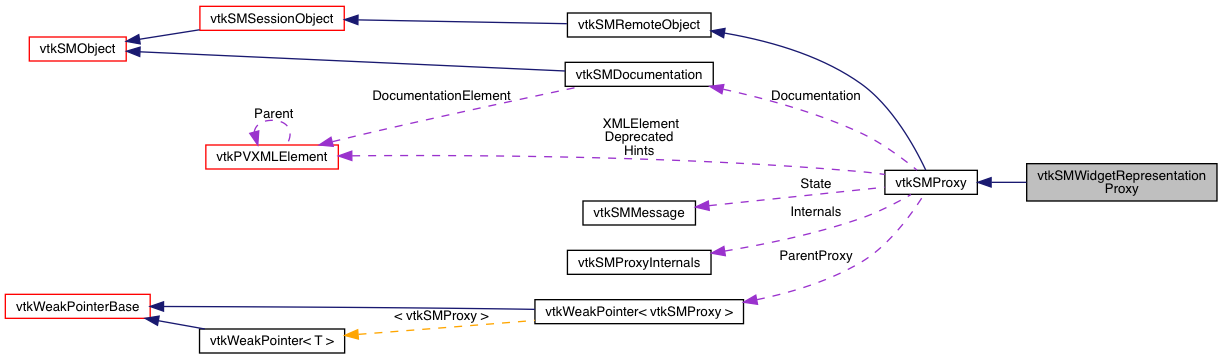 vtkSMSessionObject
vtkSMRemoteObject
vtkSMObject
vtkSMDocumentation
DocumentationElement
Documentation
Parent
XMLElement
Deprecated
Hints
vtkPVXMLElement
vtkSMProxy
vtkSMWidgetRepresentation
Proxy
State
vtkSMMessage
Internals
vtkSMProxyInternals
ParentProxy
vtkWeakPointerBase
vtkWeakPointer< vtkSMProxy >
< vtkSMProxy >
vtkWeakPointer< T >